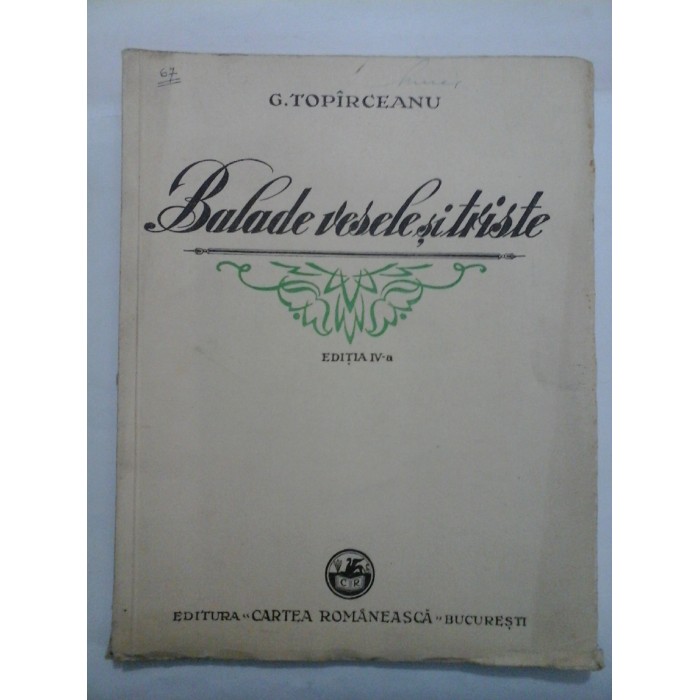 67
G. TOPÎRCEANU
Balade vesele și triste
EDIȚIA IV-a
C R
EDITURA «CARTEA ROMÂNEASCĂ» BUCUREȘTI